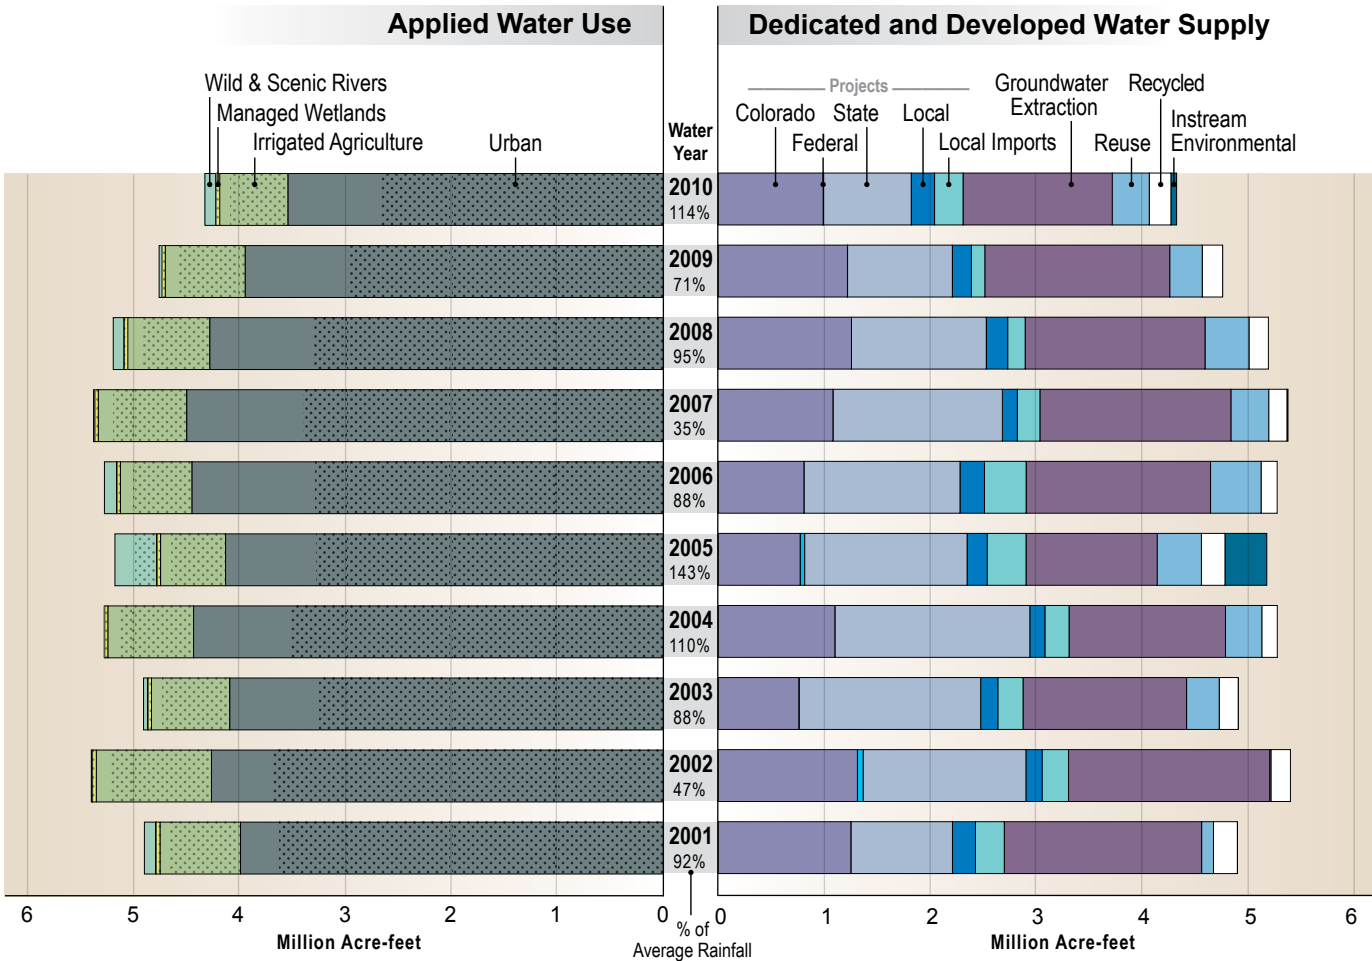 Applied Water Use
Dedicated and Developed Water Supply
Wild & Scenic Rivers
Managed Wetlands
Irrigated Agriculture
Urban
Water
Year
Projects
Colorado
State
Local
Federal
Local Imports
Groundwater
Extraction
Reuse
Recycled
Instream
Environmental
2010
114%
2009
71%
2008
95%
2007
35%
2006
88%
2005
143%
2004
110%
2003
88%
2002
47%
2001
92%
6 5 4 3 2 1 0
Million Acre-feet
% of
Average Rainfall
0 1 2 3 4 5 6
Million Acre-feet